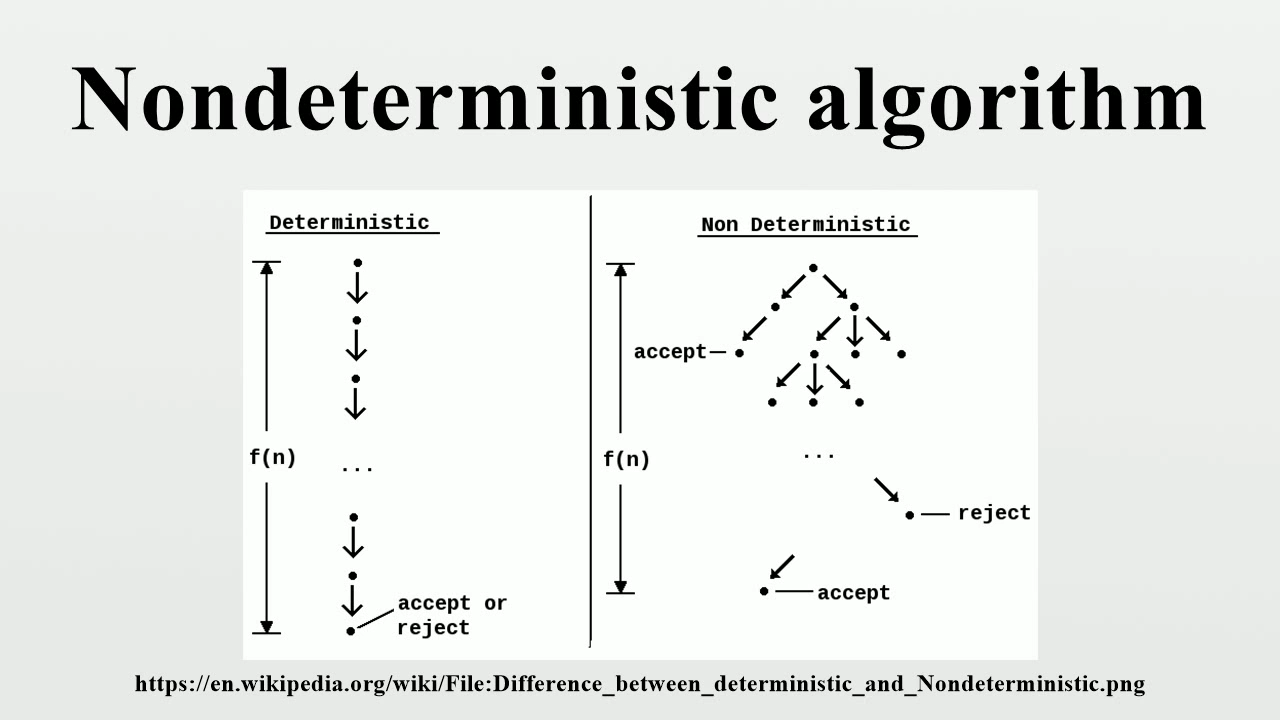 Nondeterministic algorithm
Deterministic
f(n)
...
accept or
reject
Non Deterministic
accept
f(n)
...
reject
accept
https://en.wikipedia.org/wiki/File:Difference_between_deterministic_and_Nondeterministic.png